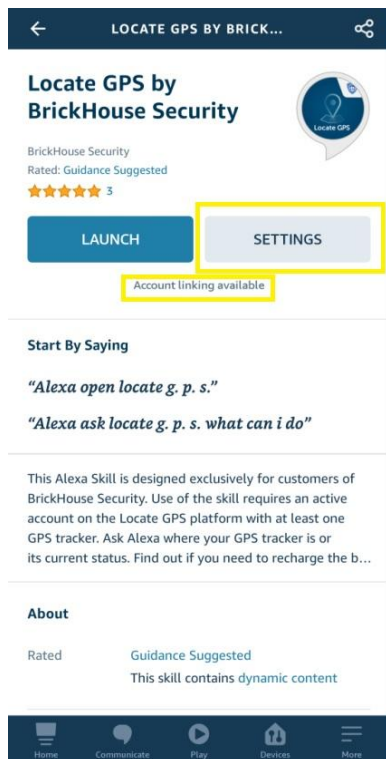 LOCATE GPS BY BRICK...
Locate GPS by
BrickHouse Security
Locate GPS
BrickHouse Security
Rated: Guidance Suggested
3
LAUNCH
SETTINGS
Account linking available
Start By Saying
“Alexa open locate g. p. s.”
“Alexa ask locate g. p. s. what can i do”
This Alexa Skill is designed exclusively for customers of
BrickHouse Security. Use of the skill requires an active
account on the Locate GPS platform with at least one
GPS tracker. Ask Alexa where your GPS tracker is or
its current status. Find out if you need to recharge the b...
About
Rated
Guidance Suggested
This skill contains dynamic content
Home
Communicate
Play
Devices
More